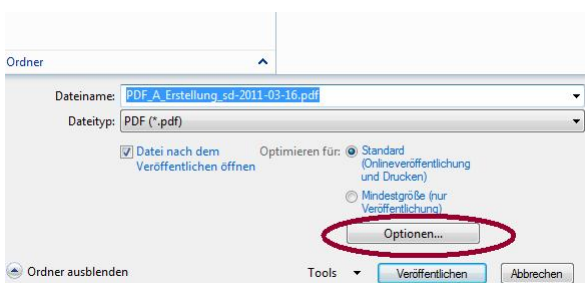 Ordner
Dateiname: PDF_A_Erstellung_sd-2011-03-16.pdf
Dateityp: PDF (*.pdf)
Datei nach dem Veröffentlichen öffnen
Optimieren für:
Standard
(Onlineveröffentlichung
und Drucken)
Mindestgröße (nur
Veröffentlichung)
Optionen...
Ordner ausblenden Tools Veröffentlichen Abbrechen